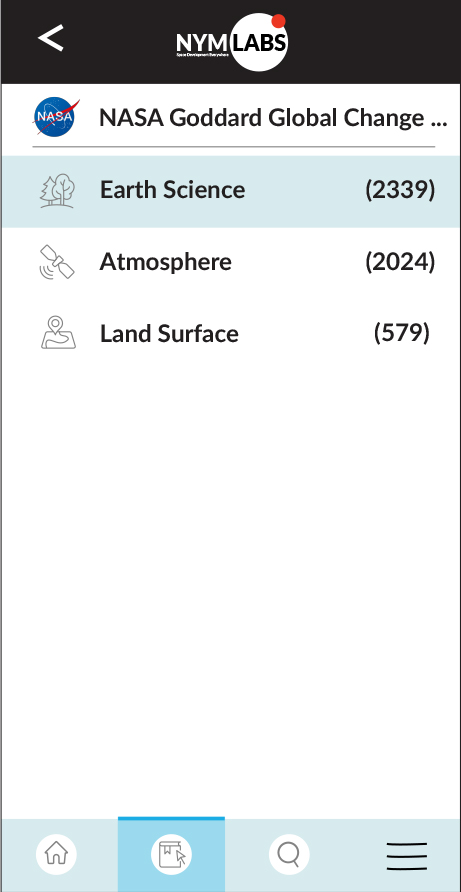 <
NYM LABS
Space Development Everywhere
NASA
NASA Goddard Global Change ...
Earth Science (2339)
Atmosphere (2024)
Land Surface (579)